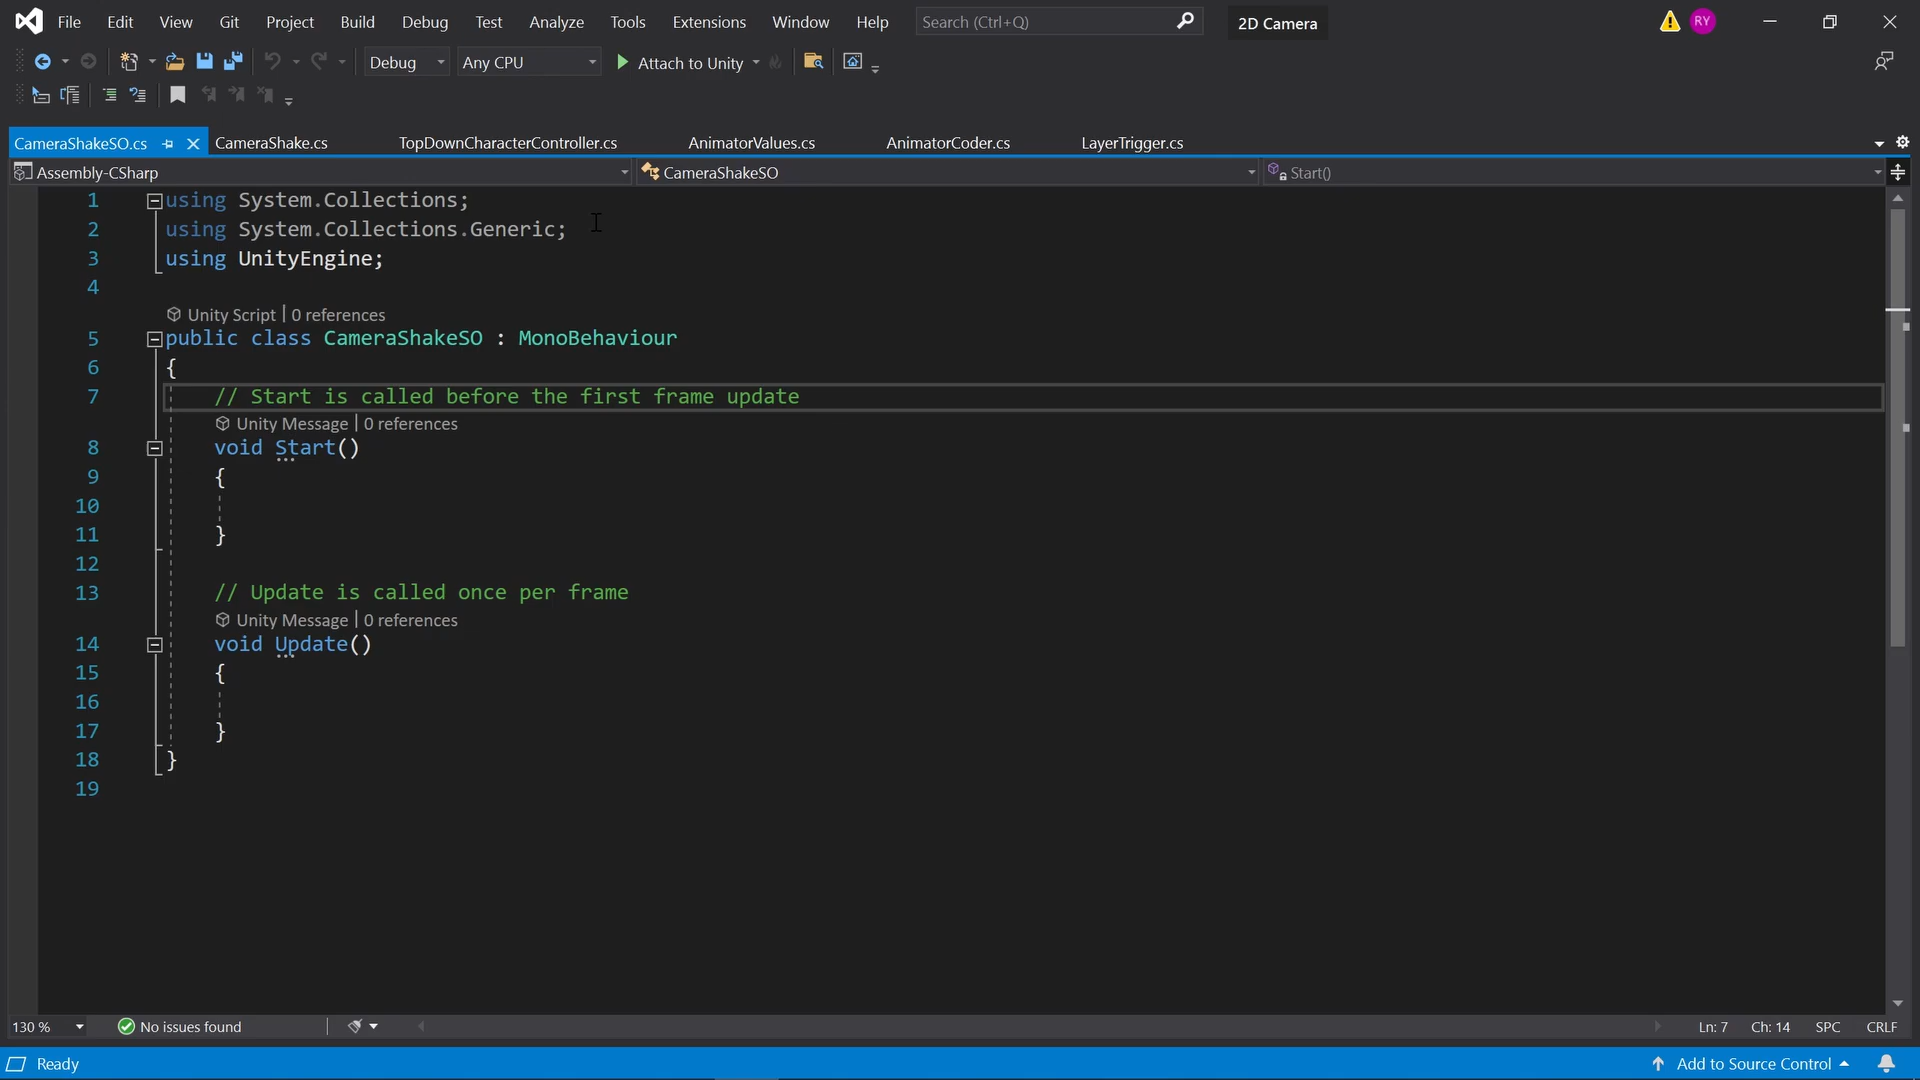 File Edit View Git Project Build Debug Test Analyze Tools Extensions Window Help Search (Ctrl+Q) 2D Camera RY
Debug Any CPU Attach to Unity
CameraShakeSO.cs CameraShake.cs TopDownCharacterController.cs AnimatorValues.cs AnimatorCoder.cs LayerTrigger.cs
Assembly-CSharp CameraShakeSO Start()
1 using System.Collections;
2 using System.Collections.Generic;
3 using UnityEngine;
4
Unity Script | 0 references
5 public class CameraShakeSO : MonoBehaviour
6 {
7 // Start is called before the first frame update
Unity Message | 0 references
8 void Start()
9 {
10
11 }
12
13 // Update is called once per frame
Unity Message | 0 references
14 void Update()
15 {
16
17 }
18 }
19
130 % No issues found Ln: 7 Ch: 14 SPC CRLF
Ready Add to Source Control